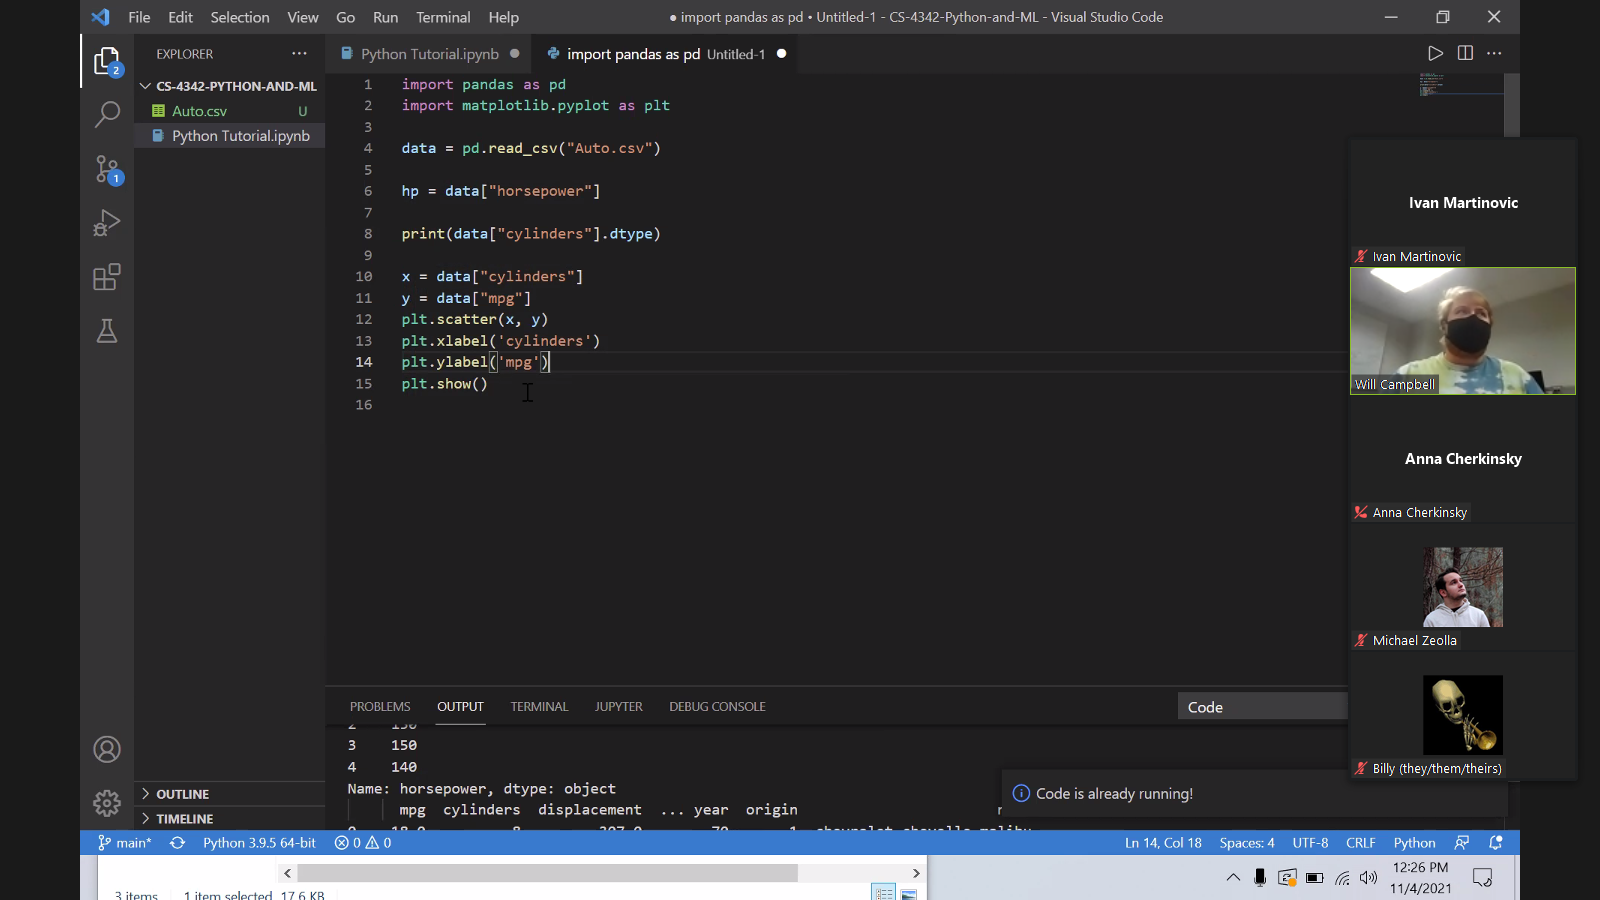 File Edit Selection View Go Run Terminal Help
● import pandas as pd • Untitled-1 - CS-4342-Python-and-ML - Visual Studio Code
EXPLORER
Python Tutorial.ipynb
import pandas as pd Untitled-1
CS-4342-PYTHON-AND-ML
Auto.csv U
Python Tutorial.ipynb
2
1
1 import pandas as pd
2 import matplotlib.pyplot as plt
3
4 data = pd.read_csv("Auto.csv")
5
6 hp = data["horsepower"]
7
8 print(data["cylinders"].dtype)
9
10 x = data["cylinders"]
11 y = data["mpg"]
12 plt.scatter(x, y)
13 plt.xlabel('cylinders')
14 plt.ylabel('mpg')
15 plt.show()
16
Ivan Martinovic
Ivan Martinovic
Will Campbell
Anna Cherkinsky
Anna Cherkinsky
Michael Zeolla
Billy (they/them/theirs)
PROBLEMS OUTPUT TERMINAL JUPYTER DEBUG CONSOLE
Code
3 150
4 140
Name: horsepower, dtype: object
mpg cylinders displacement ... year origin
Code is already running!
OUTLINE
TIMELINE
main* Python 3.9.5 64-bit 0 0
Ln 14, Col 18 Spaces: 4 UTF-8 CRLF Python
3 items 1 item selected 17.6 KB
12:26 PM
11/4/2021